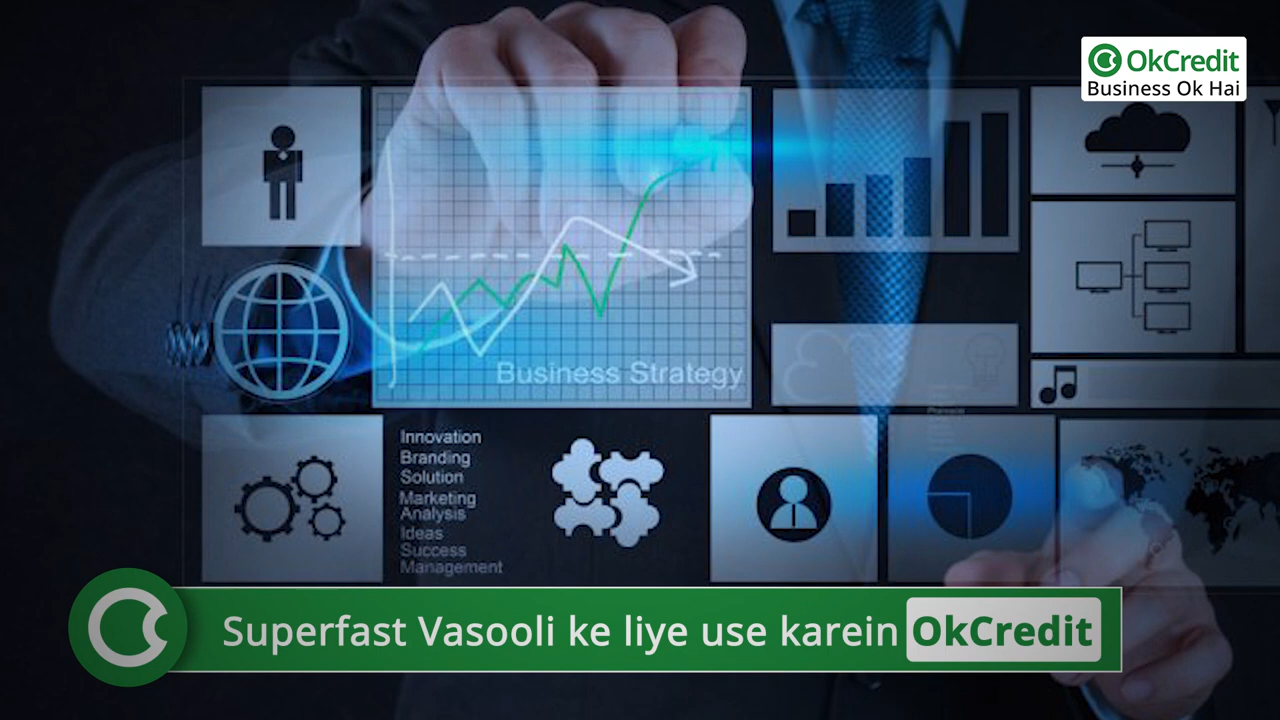 OkCredit
Business Ok Hai
Business Strategy
Innovation
Branding
Solution
Marketing
Analysis
Ideas
Success
Management
Superfast Vasooli ke liye use karein OkCredit